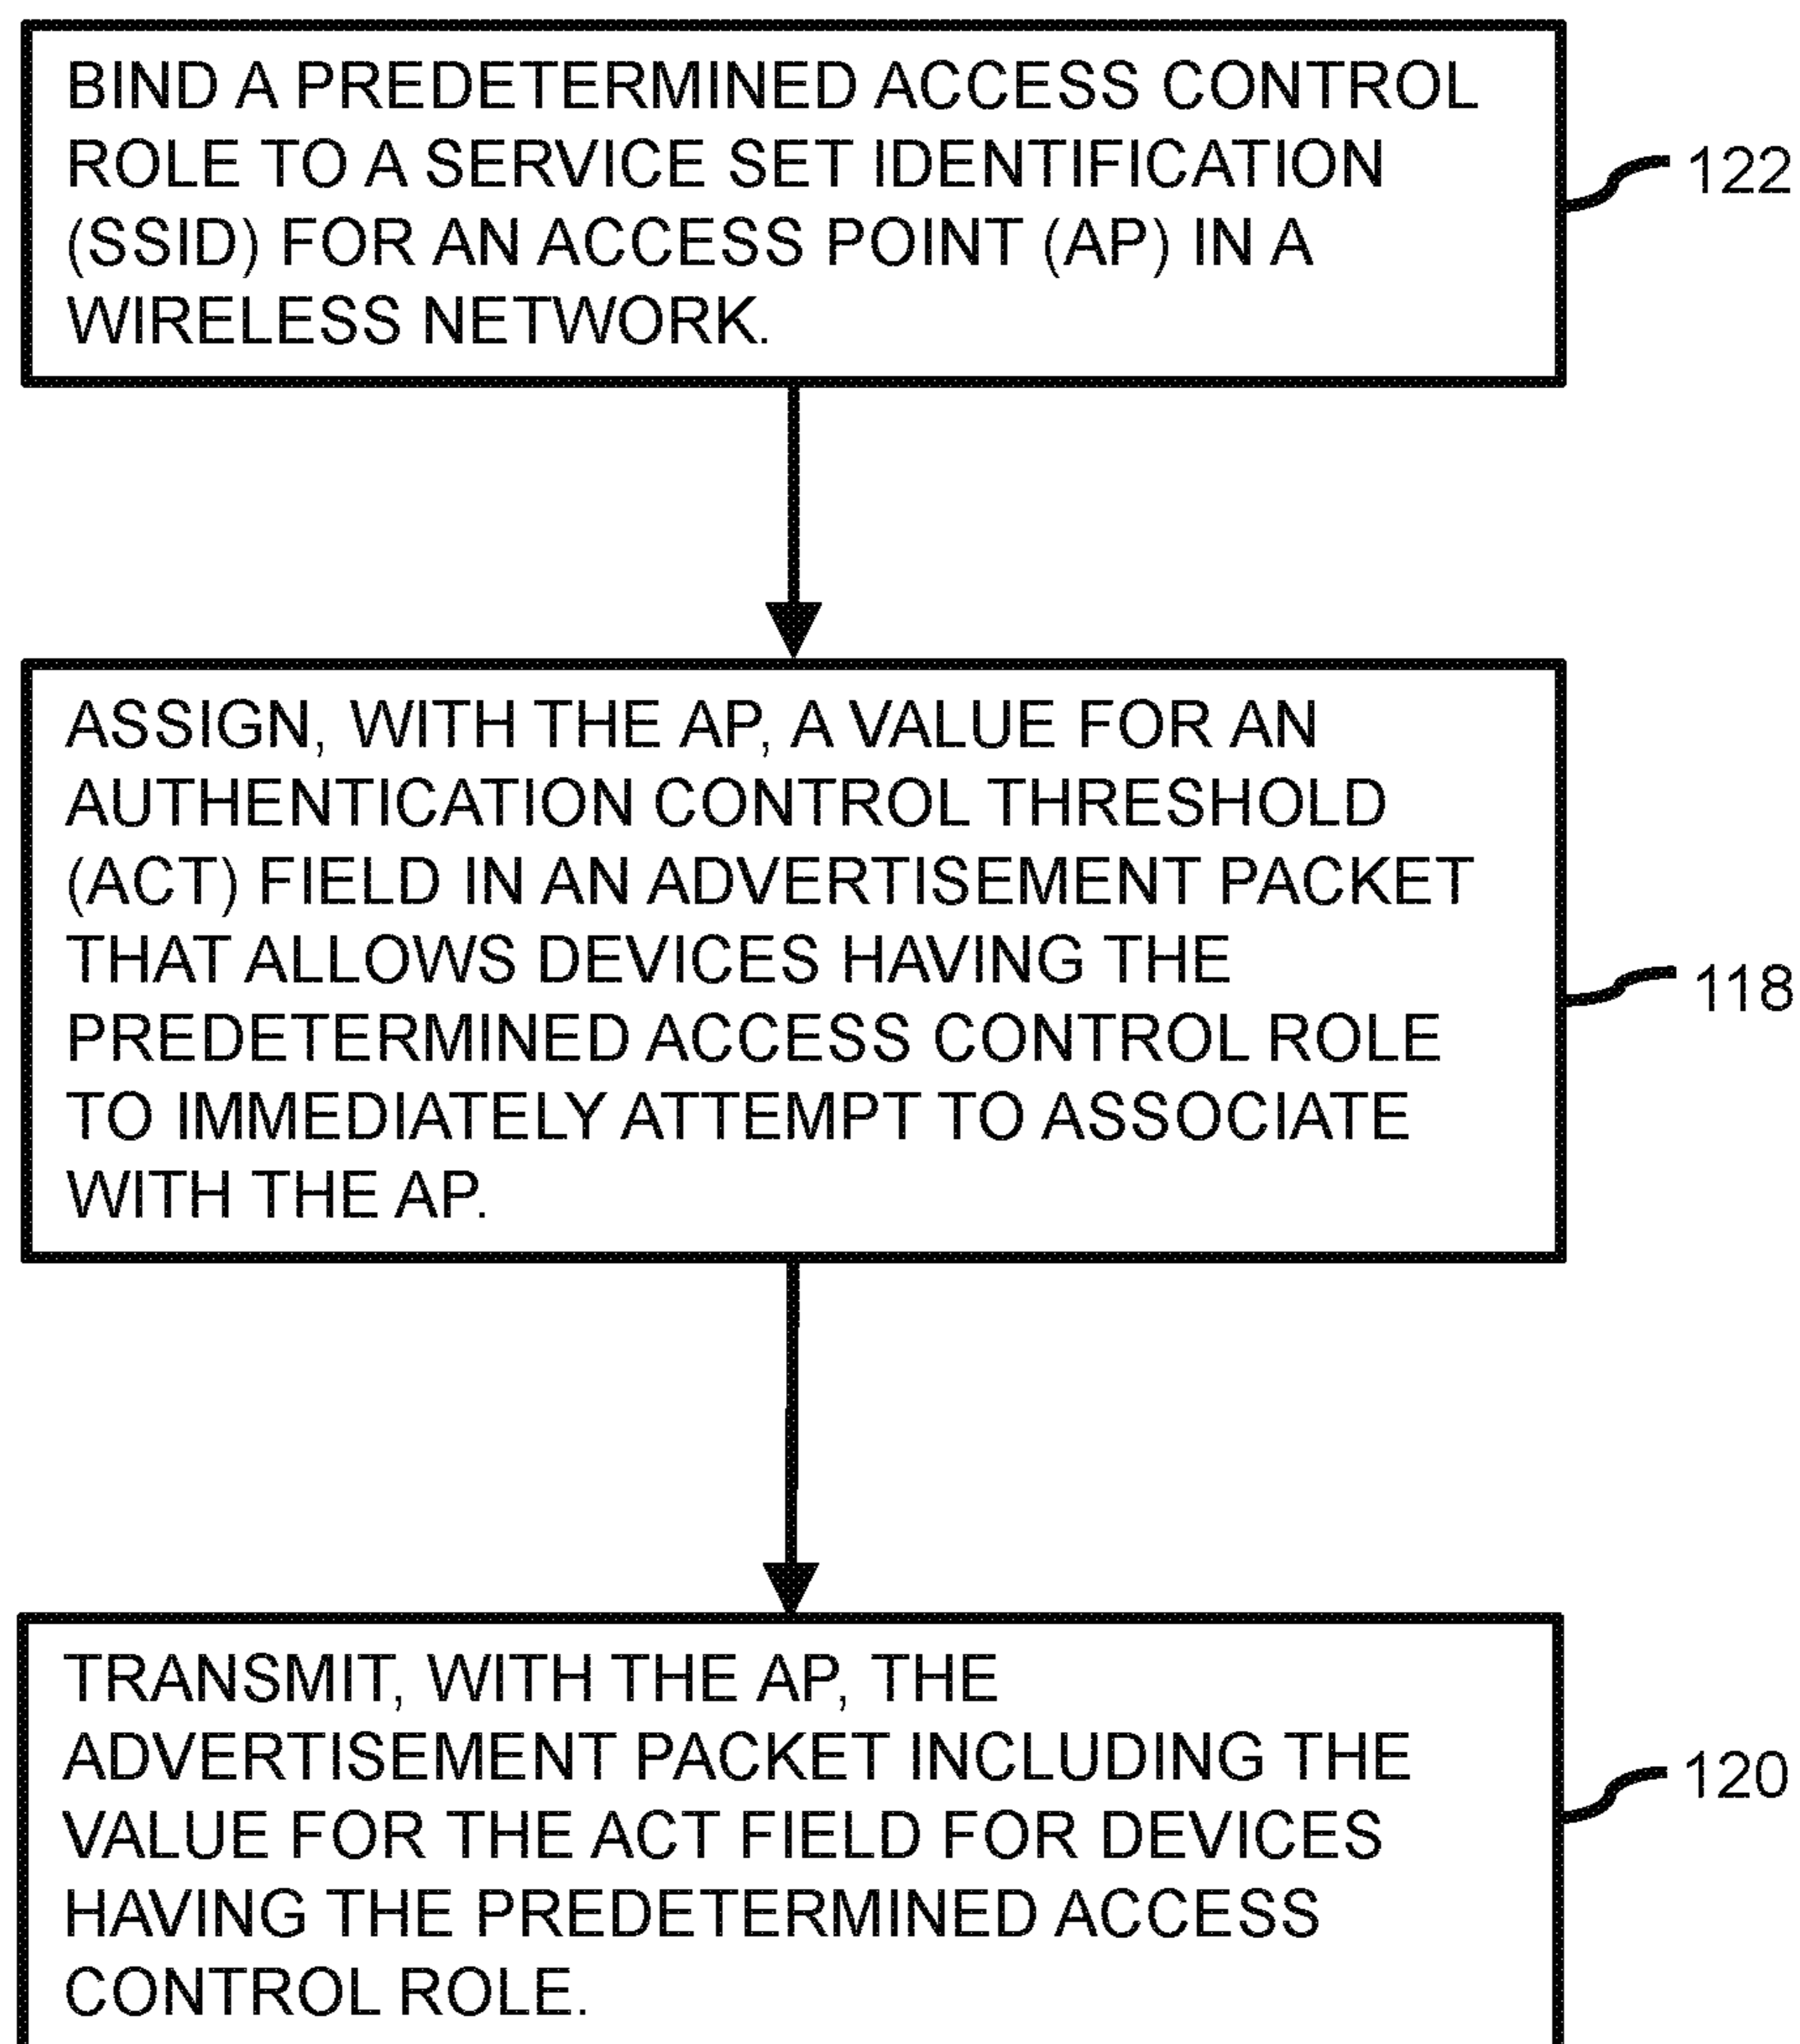 BIND A PREDETERMINED ACCESS CONTROL
ROLE TO A SERVICE SET IDENTIFICATION
(SSID) FOR AN ACCESS POINT (AP) IN A
WIRELESS NETWORK.
122
ASSIGN, WITH THE AP, A VALUE FOR AN
AUTHENTICATION CONTROL THRESHOLD
(ACT) FIELD IN AN ADVERTISEMENT PACKET
THAT ALLOWS DEVICES HAVING THE
PREDETERMINED ACCESS CONTROL ROLE
TO IMMEDIATELY ATTEMPT TO ASSOCIATE
WITH THE AP.
118
TRANSMIT, WITH THE AP, THE
ADVERTISEMENT PACKET INCLUDING THE
VALUE FOR THE ACT FIELD FOR DEVICES
HAVING THE PREDETERMINED ACCESS
CONTROL ROLE.
120